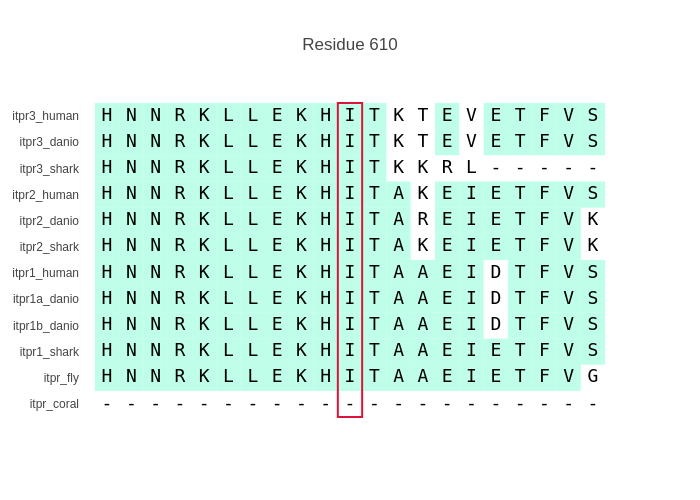 Residue 610
itpr3_human H N N R K L L E K H I T K T E V E T F V S
itpr3_danio H N N R K L L E K H I T K T E V E T F V S
itpr3_shark H N N R K L L E K H I T K K R L - - - - -
itpr2_human H N N R K L L E K H I T A K E I E T F V S
itpr2_danio H N N R K L L E K H I T A R E I E T F V K
itpr2_shark H N N R K L L E K H I T A K E I E T F V K
itpr1_human H N N R K L L E K H I T A A E I D T F V S
itpr1a_danio H N N R K L L E K H I T A A E I D T F V S
itpr1b_danio H N N R K L L E K H I T A A E I D T F V S
itpr1_shark H N N R K L L E K H I T A A E I E T F V S
itpr_fly H N N R K L L E K H I T A A E I E T F V G
itpr_coral - - - - - - - - - - - - - - - - - - - - -